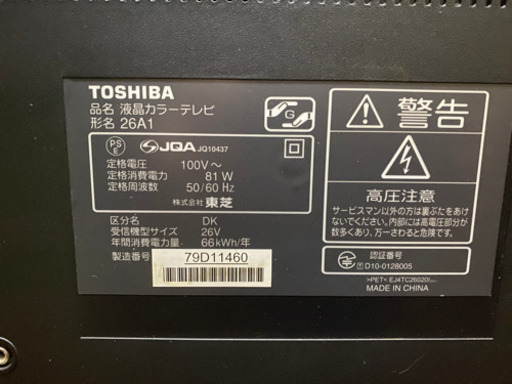 TOSHIBA
品名 液晶カラーテレビ
形名 26A1
G
PS
E
JQA JQ10437
定格電圧 100V～
定格消費電力 81W
定格周波数 50/60 Hz
株式会社 東芝
区分名 DK
受信機型サイズ 26V
年間消費電力量 66kWh/年
製造番号 79D11460
警告
高圧注意
サービスマン以外の方は裏ぶたをあけ
ないでください。内部には高電圧部分が
数多くあり、万一さわると危険です。
認証番号
D10-0128005
>PET< EJ4TC26020I
MADE IN CHINA